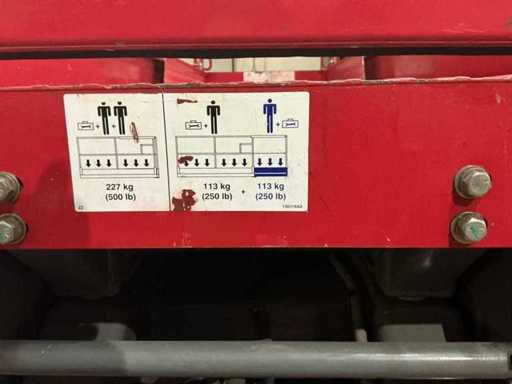 227 kg
(500 lb)
113 kg
(250 lb)
+
113 kg
(250 lb)